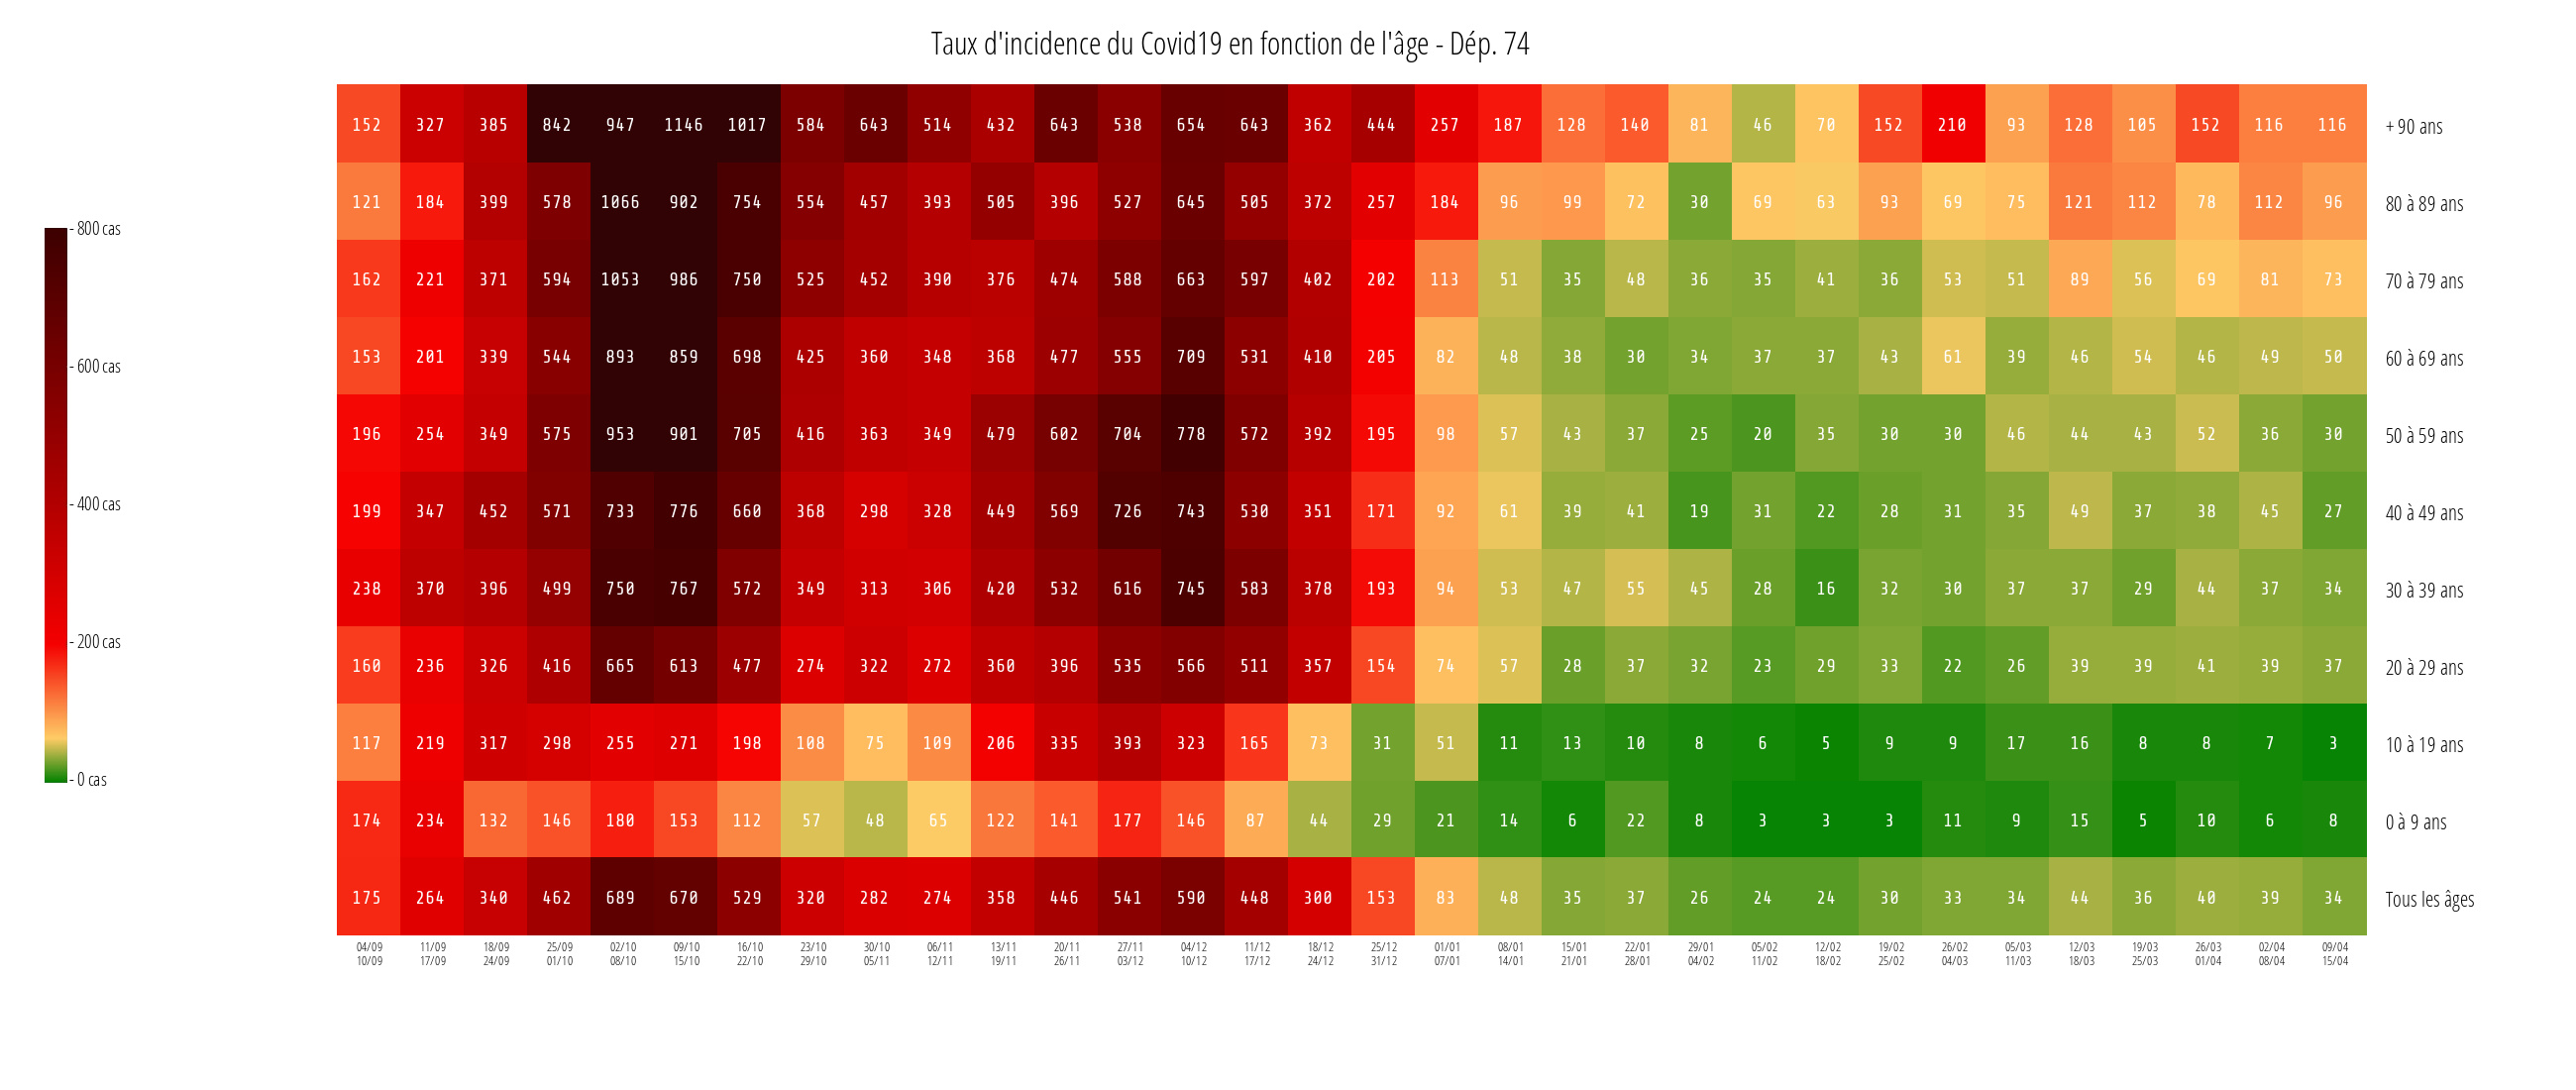 Taux d'incidence du Covid19 en fonction de l'âge - Dép. 74
- 800 cas
- 600 cas
- 400 cas
- 200 cas
- 0 cas
152 327 385 842 947 1146 1017 584 643 514 432 643 538 654 643 362 444 257 187 128 140 81 46 70 152 210 93 128 105 152 116 116 + 90 ans
121 184 399 578 1066 902 754 554 457 393 505 396 527 645 505 372 257 184 96 99 72 30 69 63 93 69 75 121 112 78 112 96 80 à 89 ans
162 221 371 594 1053 986 750 525 452 390 376 474 588 663 597 402 202 113 51 35 48 36 35 41 36 53 51 89 56 69 81 73 70 à 79 ans
153 201 339 544 893 859 698 425 360 348 368 477 555 709 531 410 205 82 48 38 30 34 37 37 43 61 39 46 54 46 49 50 60 à 69 ans
196 254 349 575 953 901 705 416 363 349 479 602 704 778 572 392 195 98 57 43 37 25 20 35 30 30 46 44 43 52 36 30 50 à 59 ans
199 347 452 571 733 776 660 368 298 328 449 569 726 743 530 351 171 92 61 39 41 19 31 22 28 31 35 49 37 38 45 27 40 à 49 ans
238 370 396 499 750 767 572 349 313 306 420 532 616 745 583 378 193 94 53 47 55 45 28 16 32 30 37 37 29 44 37 34 30 à 39 ans
160 236 326 416 665 613 477 274 322 272 360 396 535 566 511 357 154 74 57 28 37 32 23 29 33 22 26 39 39 41 39 37 20 à 29 ans
117 219 317 298 255 271 198 108 75 109 206 335 393 323 165 73 31 51 11 13 10 8 6 5 9 9 17 16 8 8 7 3 10 à 19 ans
174 234 132 146 180 153 112 57 48 65 122 141 177 146 87 44 29 21 14 6 22 8 3 3 3 11 9 15 5 10 6 8 0 à 9 ans
175 264 340 462 689 670 529 320 282 274 358 446 541 590 448 300 153 83 48 35 37 26 24 24 30 33 34 44 36 40 39 34 Tous les âges
04/09 11/09 18/09 25/09 02/10 09/10 16/10 23/10 30/10 06/11 13/11 20/11 27/11 04/12 11/12 18/12 25/12 01/01 08/01 15/01 22/01 29/01 05/02 12/02 19/02 26/02 05/03 12/03 19/03 26/03 02/04 09/04
10/09 17/09 24/09 01/10 08/10 15/10 22/10 29/10 05/11 12/11 19/11 26/11 03/12 10/12 17/12 24/12 31/12 07/01 14/01 21/01 28/01 04/02 11/02 18/02 25/02 04/03 11/03 18/03 25/03 01/04 08/04 15/04